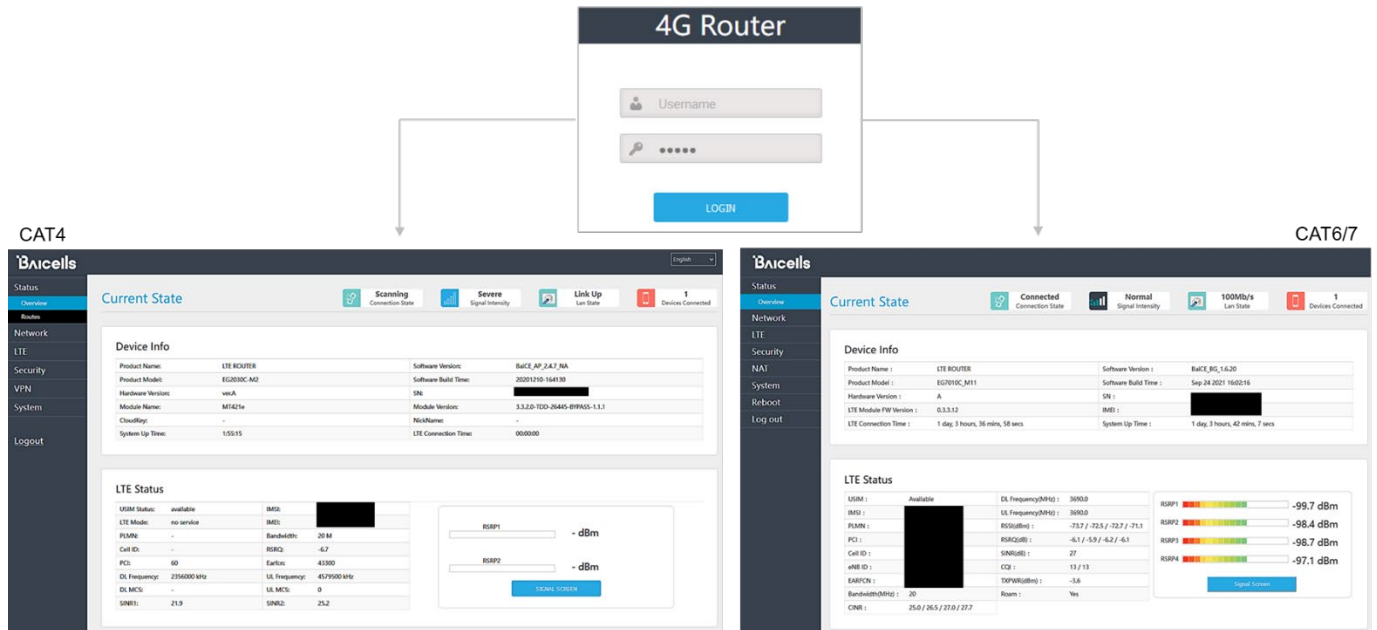 4G Router
Username
LOGIN
CAT4
CAT6/7
Baicells
English
Status
Overview
Routes
Network
LTE
Security
VPN
System
Logout
Current State
Scanning
Connection State
Severe
Signal Intensity
Link Up
Lan State
1
Devices Connected
Device Info
Product Name: LTE ROUTER Software Version: BaiCE_AP_2.4.7_NA
Product Model: EG2030C-M2 Software Build Time: 20201210-164130
Hardware Version: ver.A SN:
Module Name: MT421e Module Version: 3.3.2.0-TDD-26445-BYPASS-1.3.1
CloudKey: - NickName: -
System Up Time: 1:55:15 LTE Connection Time: 00:00:00
LTE Status
USIM Status: available IMSI:
LTE Mode: no service IMEI:
PLMN: - Bandwidth: 20 M
Cell ID: - RSRQ: -6.7
PCI: 60 Earfcn: 43300
DL Frequency: 2356000 kHz UL Frequency: 4579500 kHz
DL MCS: - UL MCS: 0
SINR1: 21.9 SINR2: 25.2
RSRP1
- dBm
RSRP2
- dBm
SIGNAL SCREEN
Baicells
Status
Overview
Network
LTE
Security
NAT
System
Reboot
Log out
Current State
Connected
Connection State
Normal
Signal Intensity
100Mb/s
Lan State
1
Devices Connected
Device Info
Product Name : LTE ROUTER Software Version : BaiCE_BG_1.6.20
Product Model : EG7010C_M11 Software Build Time : Sep 24 2021 16:02:16
Hardware Version : A SN :
LTE Module FW Version : 0.3.3.12 IMEI :
LTE Connection Time : 1 day, 3 hours, 36 mins, 58 secs System Up Time : 1 day, 3 hours, 42 mins, 7 secs
LTE Status
USIM : Available DL Frequency(MHz) : 3690.0
IMSI : UL Frequency(MHz) : 3690.0
PLMN : RSSI(dBm) : -73.7 / -72.5 / -72.7 / -71.1
PCI : RSRQ(dB) : -6.1 / -5.9 / -6.2 / -6.1
Cell ID : SINR(dB) : 27
eNB ID : CQI : 13 / 13
EARFCN : TXPWR(dBm) : -3.6
Bandwidth(MHz) : 20 Roam : Yes
CINR : 25.0 / 26.5 / 27.0 / 27.7
RSRP1 -99.7 dBm
RSRP2 -98.4 dBm
RSRP3 -98.7 dBm
RSRP4 -97.1 dBm
Signal Screen